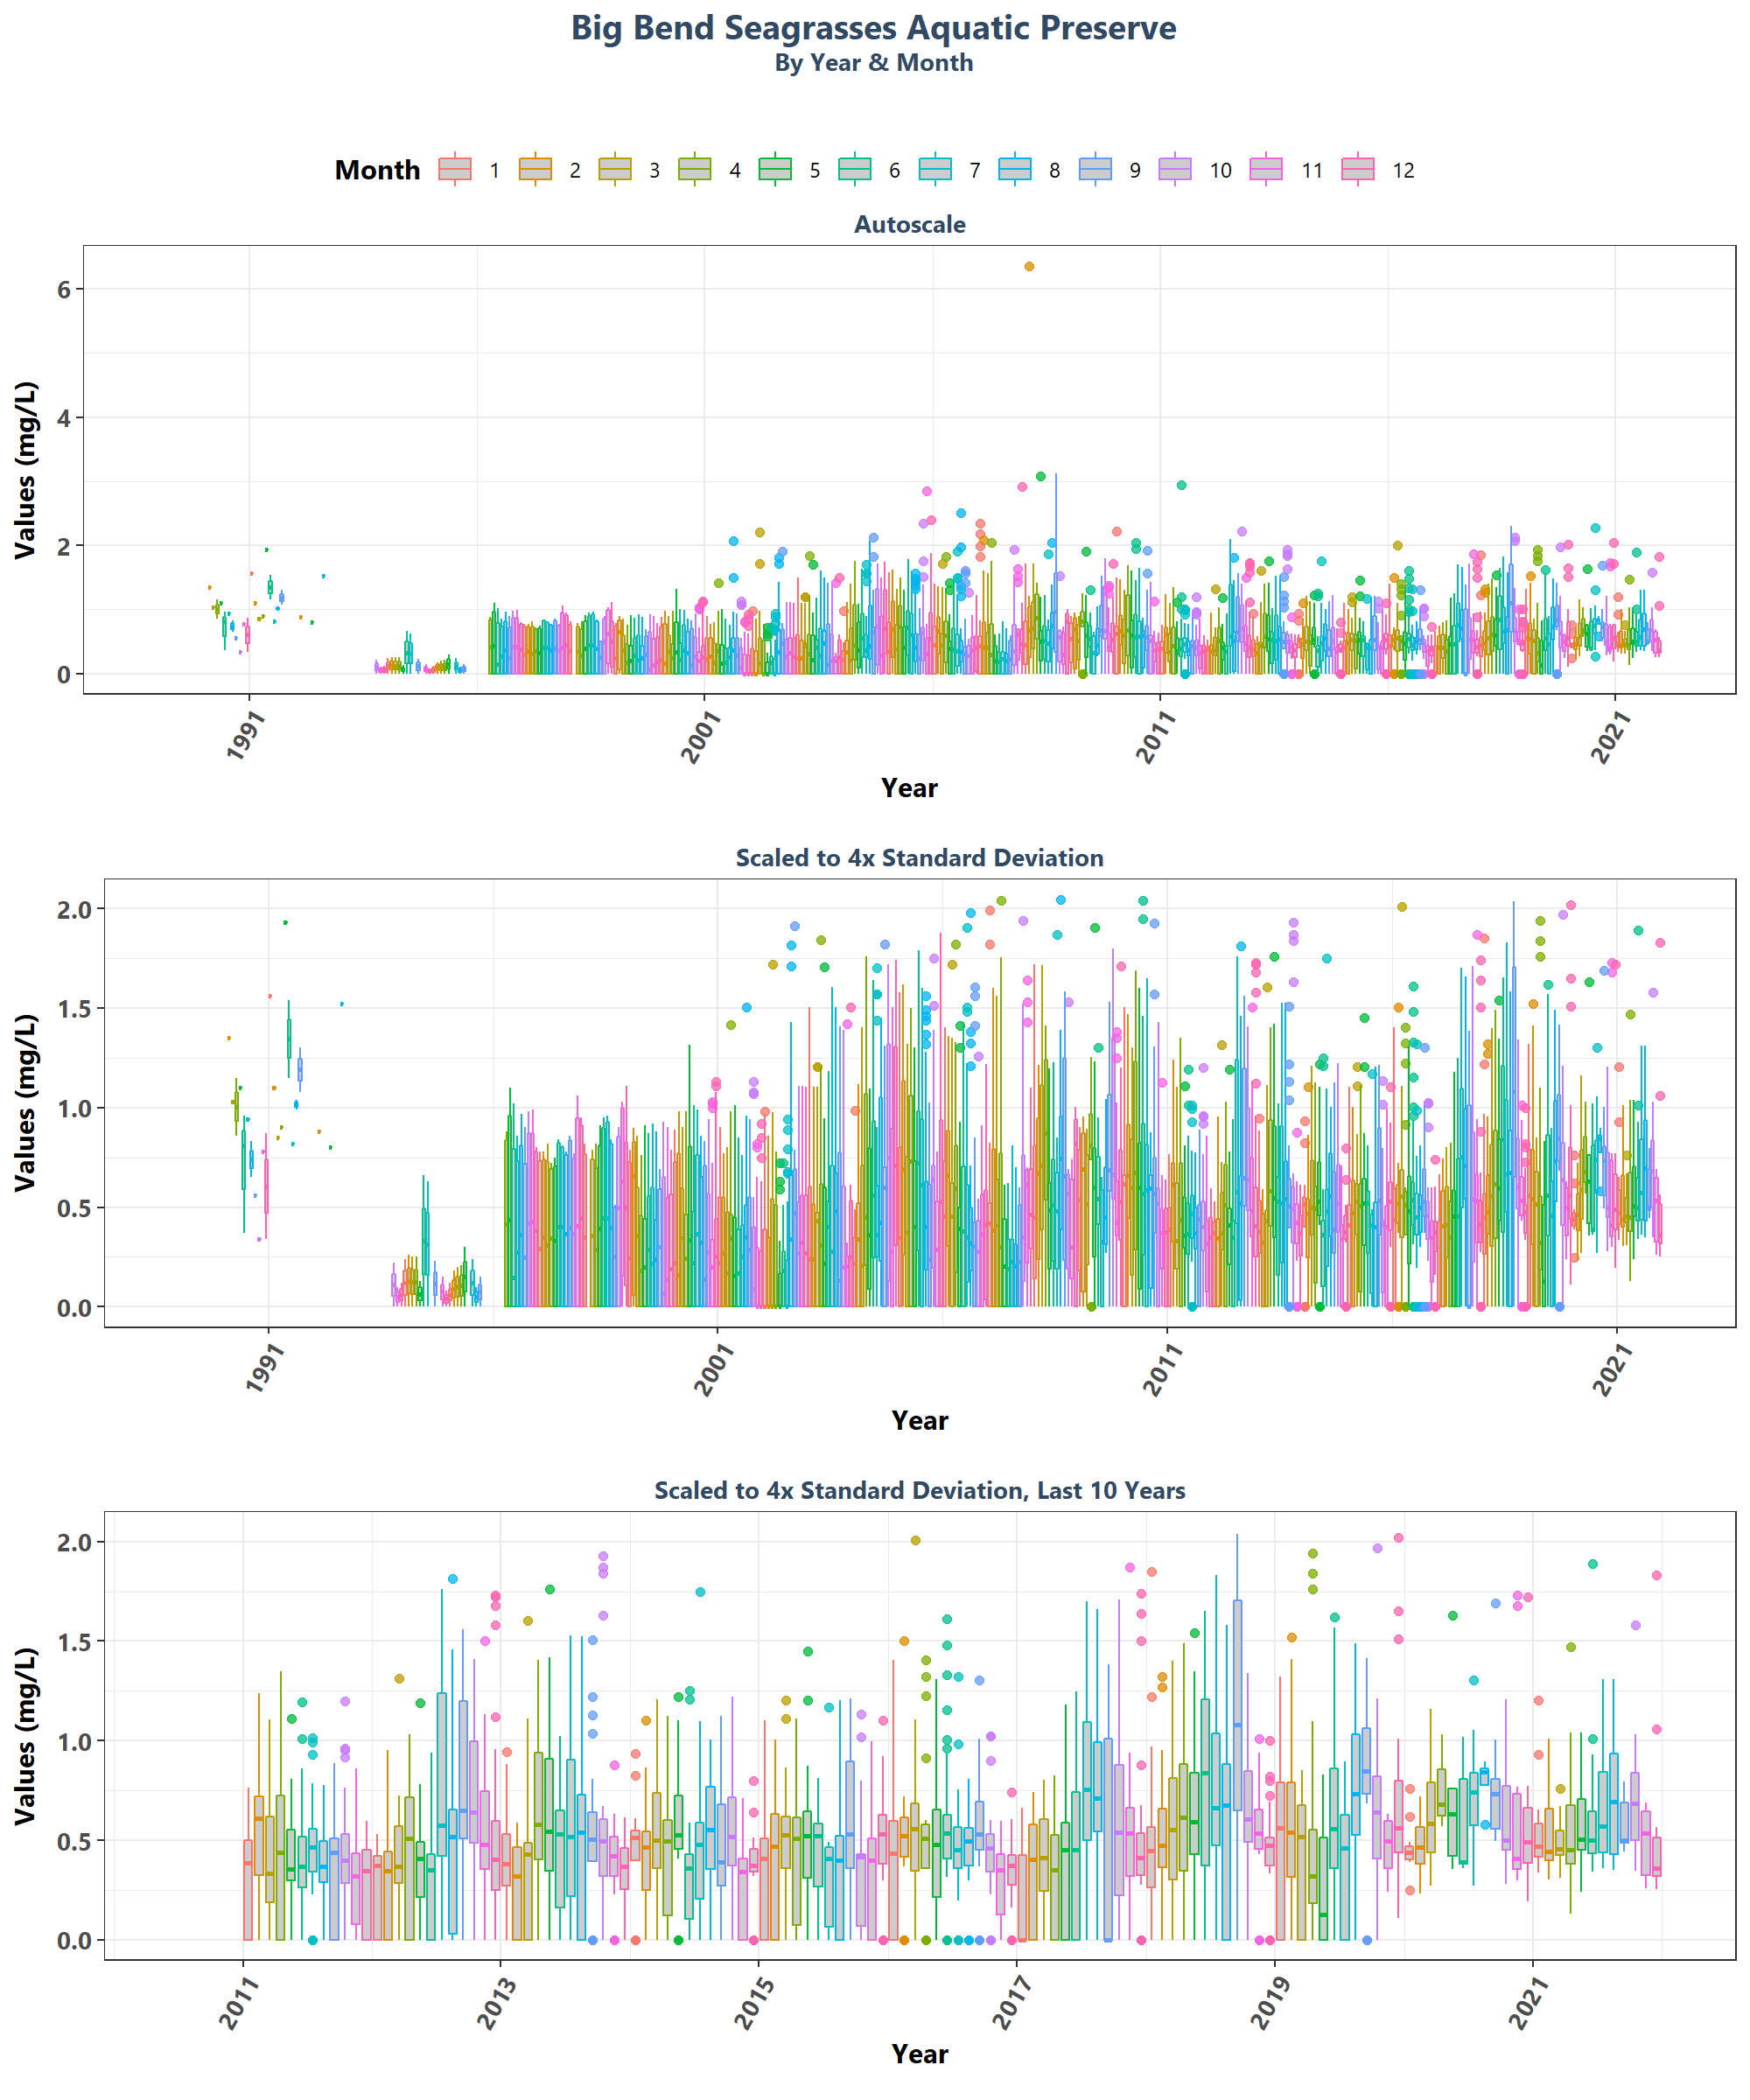 Big Bend Seagrasses Aquatic Preserve
By Year & Month
Month 1 2 3 4 5 6 7 8 9 10 11 12
Autoscale
Values (mg/L)
6
4
2
0
1991 2001 2011 2021
Year
Scaled to 4x Standard Deviation
Values (mg/L)
2.0
1.5
1.0
0.5
0.0
1991 2001 2011 2021
Year
Scaled to 4x Standard Deviation, Last 10 Years
Values (mg/L)
2.0
1.5
1.0
0.5
0.0
2011 2013 2015 2017 2019 2021
Year